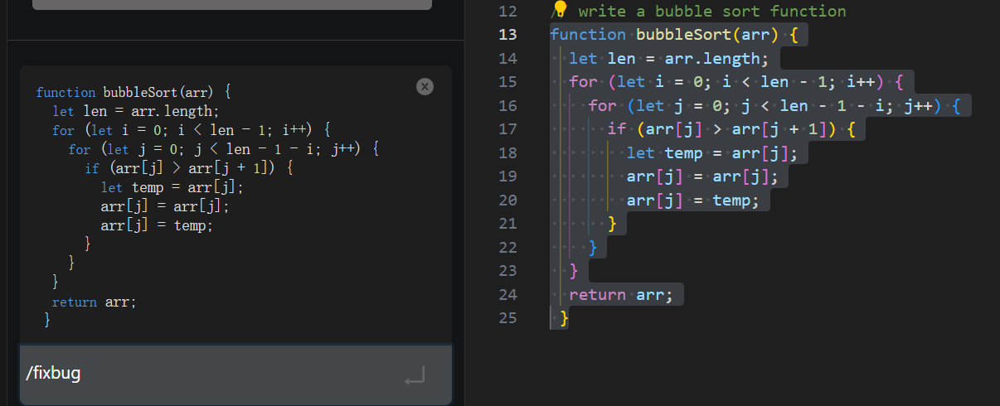 function bubbleSort(arr) {
let len = arr.length;
for (let i = 0; i < len - 1; i++) {
for (let j = 0; j < len - 1 - i; j++) {
if (arr[j] > arr[j + 1]) {
let temp = arr[j];
arr[j] = arr[j];
arr[j] = temp;
}
}
}
return arr;
}
/fixbug
12 // write a bubble sort function
13 function bubbleSort(arr) {
14 let len = arr.length;
15 for (let i = 0; i < len - 1; i++) {
16 for (let j = 0; j < len - 1 - i; j++) {
17 if (arr[j] > arr[j + 1]) {
18 let temp = arr[j];
19 arr[j] = arr[j];
20 arr[j] = temp;
21 }
22 }
23 }
24 return arr;
25 }